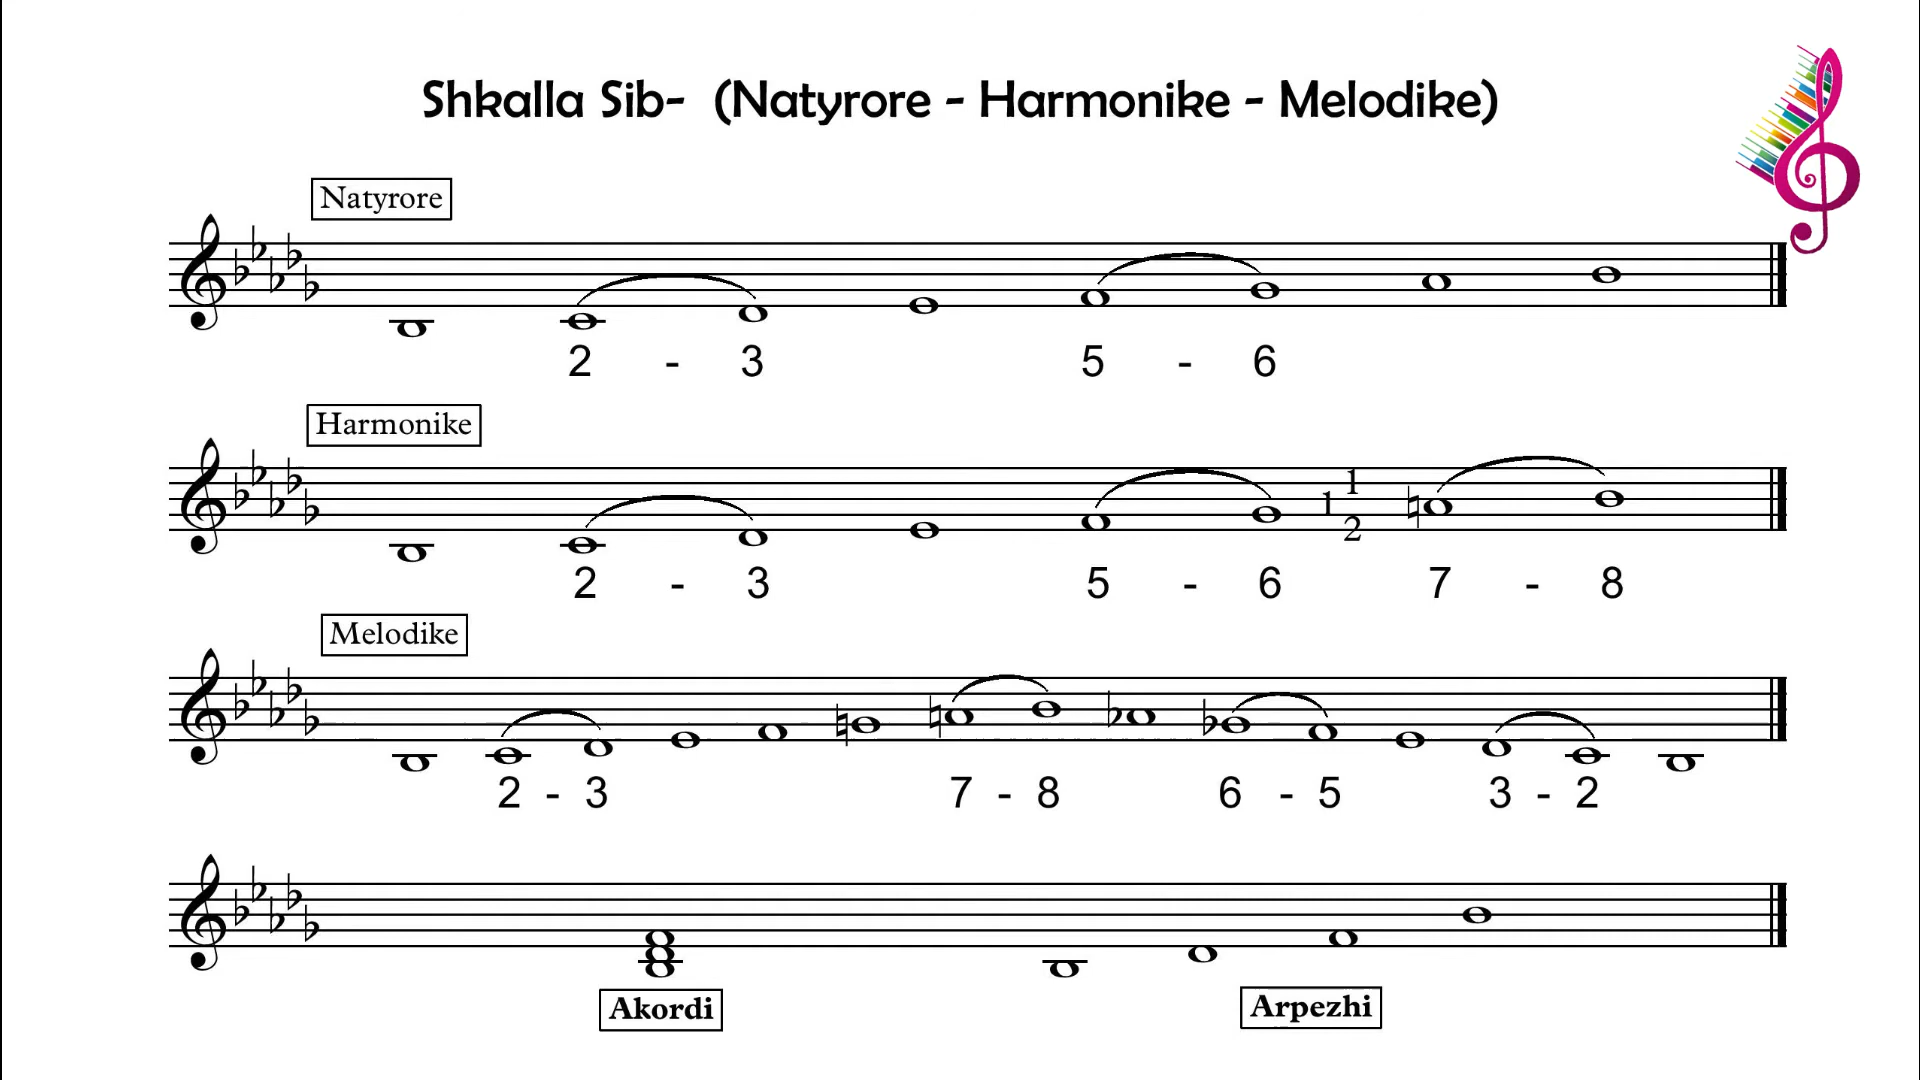 Shkalla Sib- (Natyrore - Harmonike - Melodike)
Natyrore
2 - 3 5 - 6
Harmonike
1 1
2
2 - 3 5 - 6 7 - 8
Melodike
2 - 3 7 - 8 6 - 5 3 - 2
Akordi Arpezhi